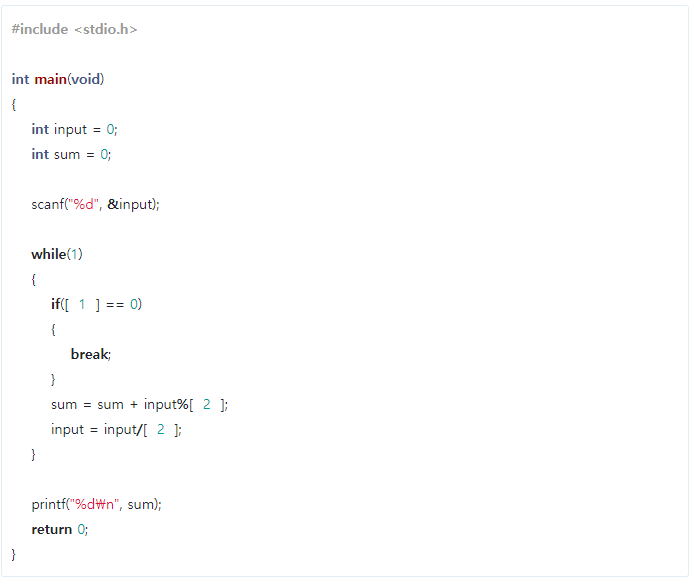 #include <stdio.h>
int main(void)
{
int input = 0;
int sum = 0;
scanf("%d", &input);
while(1)
{
if([ 1 ] == 0)
{
break;
}
sum = sum + input%[ 2 ];
input = input/[ 2 ];
}
printf("%d₩n", sum);
return 0;
}